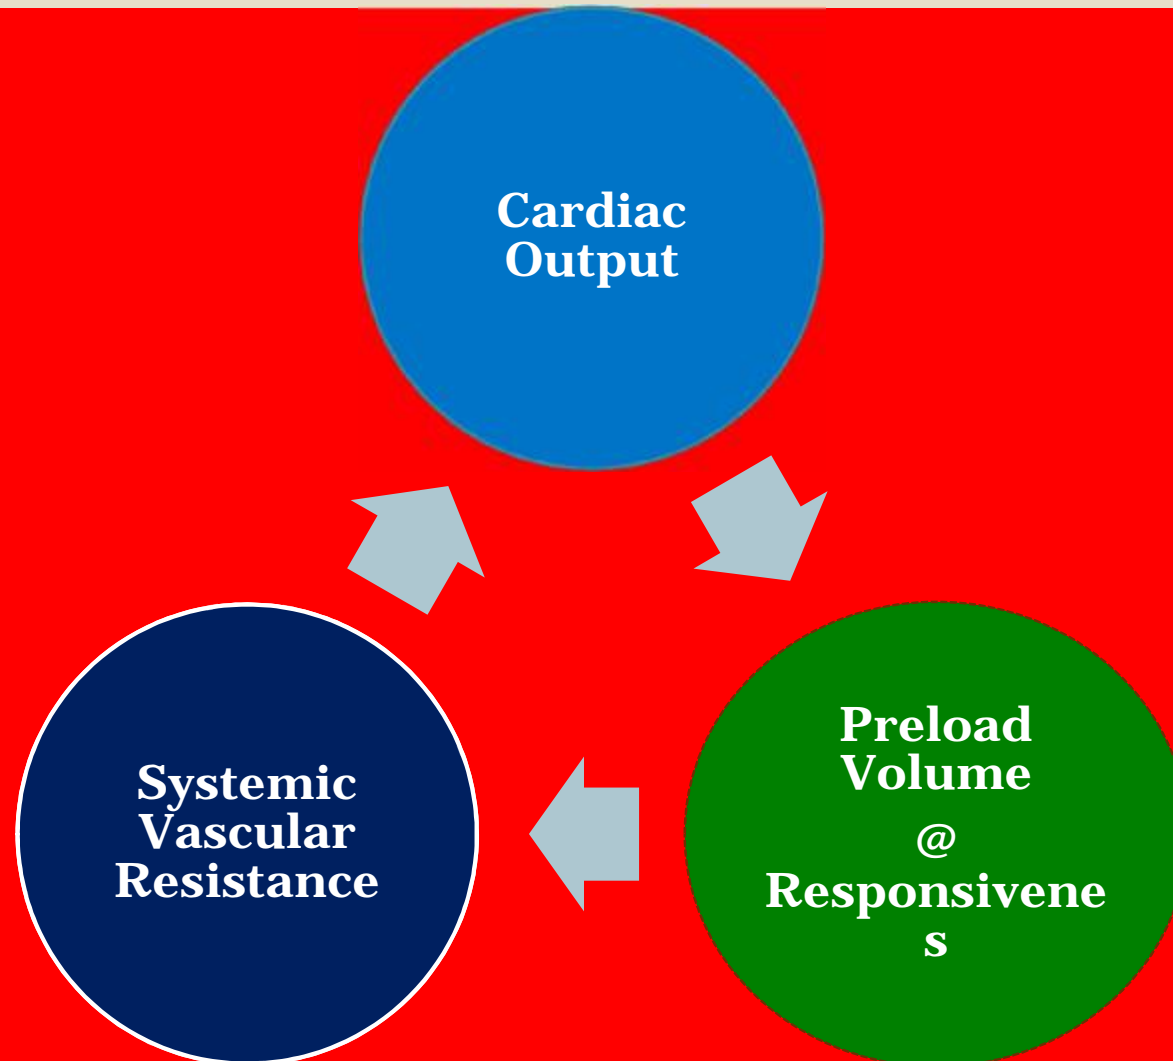 Cardiac
Output
Preload
Volume
@
Responsivene
s
Systemic
Vascular
Resistance